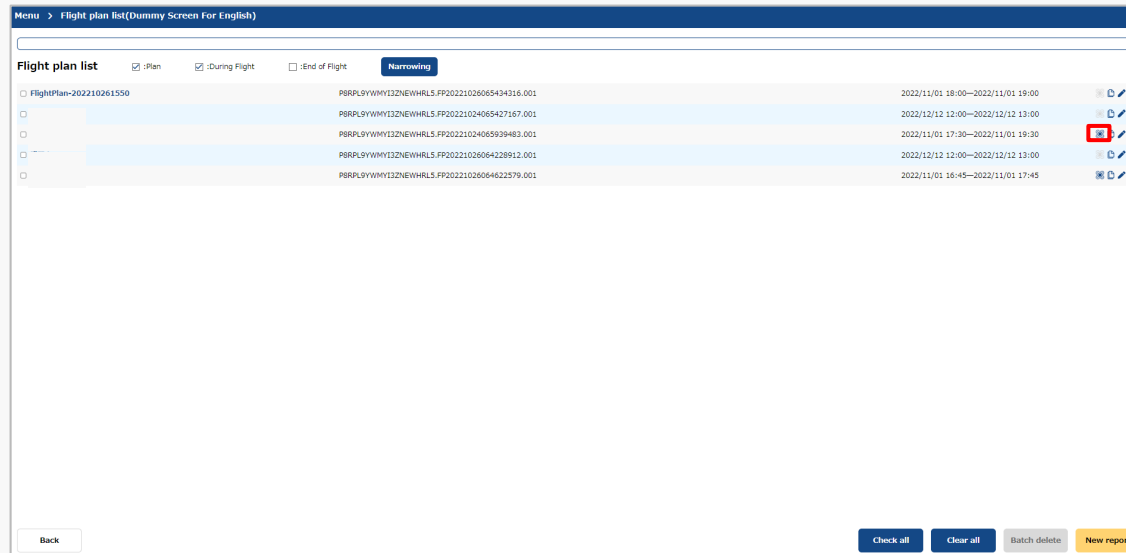 Menu > Flight plan list(Dummy Screen For English)
Flight plan list :Plan :During Flight :End of Flight Narrowing
FlightPlan-202210261550 P8RPL9YWMYI3ZNEWHRL5.FP20221026065434316.001 2022/11/01 18:00—2022/11/01 19:00
P8RPL9YWMYI3ZNEWHRL5.FP20221024065427167.001 2022/12/12 12:00—2022/12/12 13:00
P8RPL9YWMYI3ZNEWHRL5.FP20221024065939483.001 2022/11/01 17:30—2022/11/01 19:30
P8RPL9YWMYI3ZNEWHRL5.FP20221026064228912.001 2022/12/12 12:00—2022/12/12 13:00
P8RPL9YWMYI3ZNEWHRL5.FP20221026064622579.001 2022/11/01 16:45—2022/11/01 17:45
Back Check all Clear all Batch delete New repor